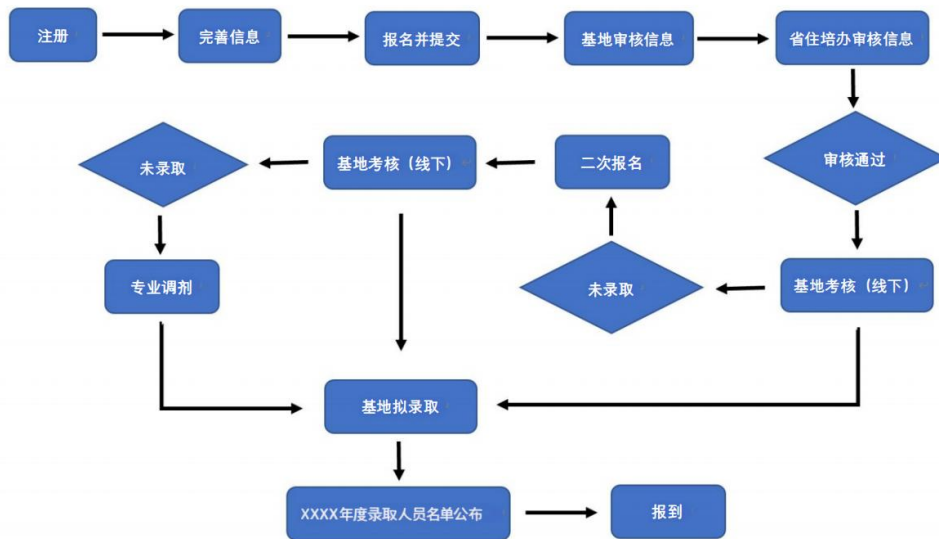 注册
完善信息
报名并提交
基地审核信息
省住培办审核信息
未录取
基地考核（线下）
二次报名
审核通过
专业调剂
未录取
基地考核（线下）
基地拟录取
XXXX年度录取人员名单公布
报到